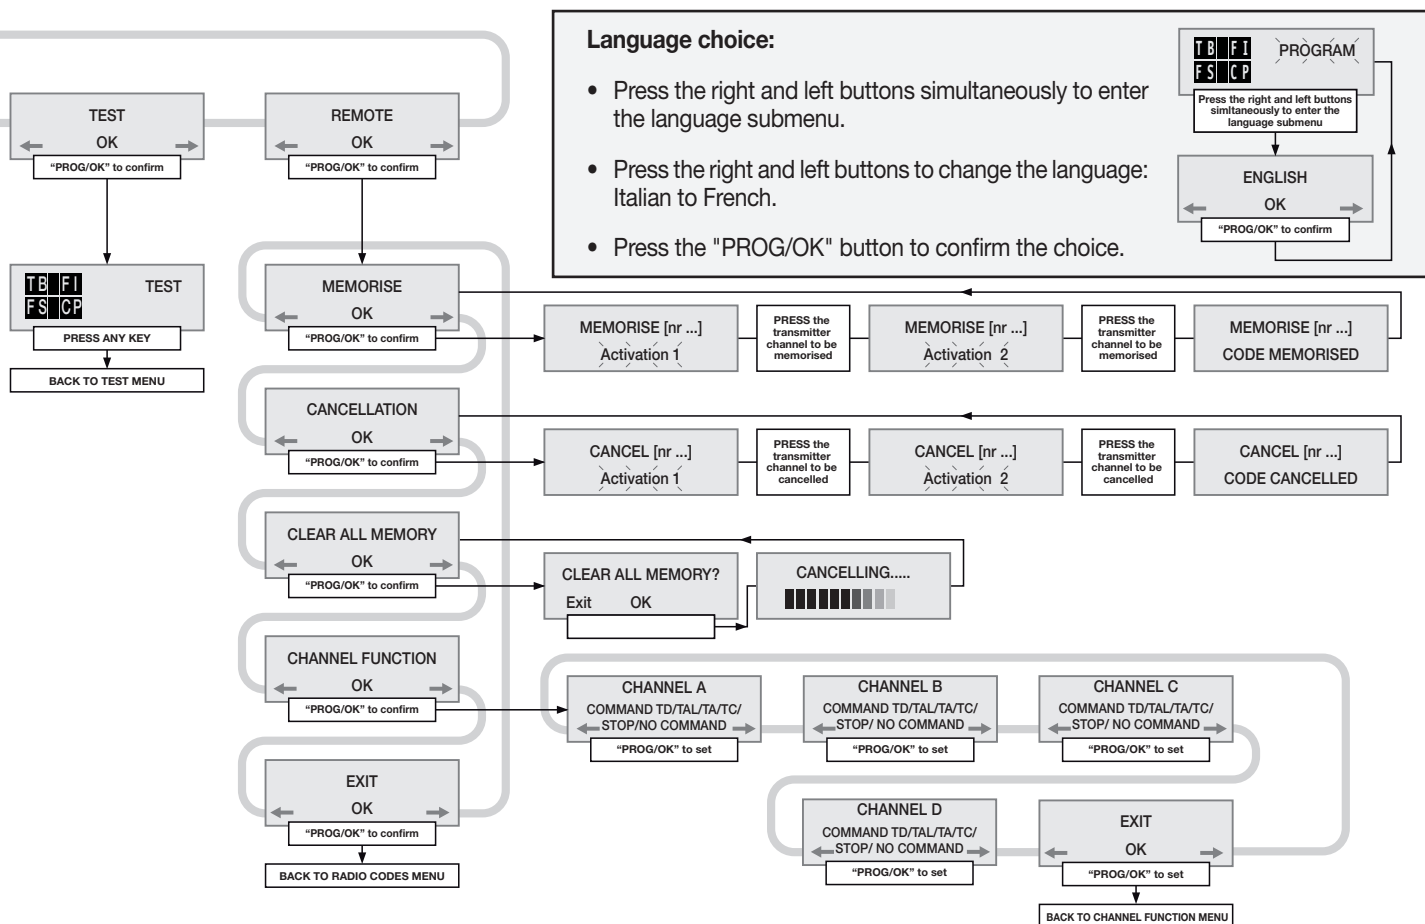 Language choice:
• Press the right and left buttons simultaneously to enter
the language submenu.
• Press the right and left buttons to change the language:
Italian to French.
• Press the "PROG/OK" button to confirm the choice.
TB FI
FS CP
PROGRAM
Press the right and left buttons
simltaneously to enter the
language submenu
ENGLISH
OK
"PROG/OK" to confirm
TEST
OK
"PROG/OK" to confirm
TB FI
FS CP
TEST
PRESS ANY KEY
BACK TO TEST MENU
REMOTE
OK
"PROG/OK" to confirm
MEMORISE
OK
"PROG/OK" to confirm
MEMORISE [nr ...]
Activation 1
PRESS the
transmitter
channel to be
memorised
MEMORISE [nr ...]
Activation 2
PRESS the
transmitter
channel to be
memorised
MEMORISE [nr ...]
CODE MEMORISED
CANCELLATION
OK
"PROG/OK" to confirm
CANCEL [nr ...]
Activation 1
PRESS the
transmitter
channel to be
cancelled
CANCEL [nr ...]
Activation 2
PRESS the
transmitter
channel to be
cancelled
CANCEL [nr ...]
CODE CANCELLED
CLEAR ALL MEMORY
OK
"PROG/OK" to confirm
CLEAR ALL MEMORY?
Exit OK
CANCELLING.....
CHANNEL FUNCTION
OK
"PROG/OK" to confirm
CHANNEL A
COMMAND TD/TAL/TA/TC/
STOP/NO COMMAND
"PROG/OK" to set
CHANNEL B
COMMAND TD/TAL/TA/TC/
STOP/ NO COMMAND
"PROG/OK" to set
CHANNEL C
COMMAND TD/TAL/TA/TC/
STOP/ NO COMMAND
"PROG/OK" to set
CHANNEL D
COMMAND TD/TAL/TA/TC/
STOP/ NO COMMAND
"PROG/OK" to set
EXIT
OK
"PROG/OK" to set
BACK TO CHANNEL FUNCTION MENU
EXIT
OK
"PROG/OK" to confirm
BACK TO RADIO CODES MENU